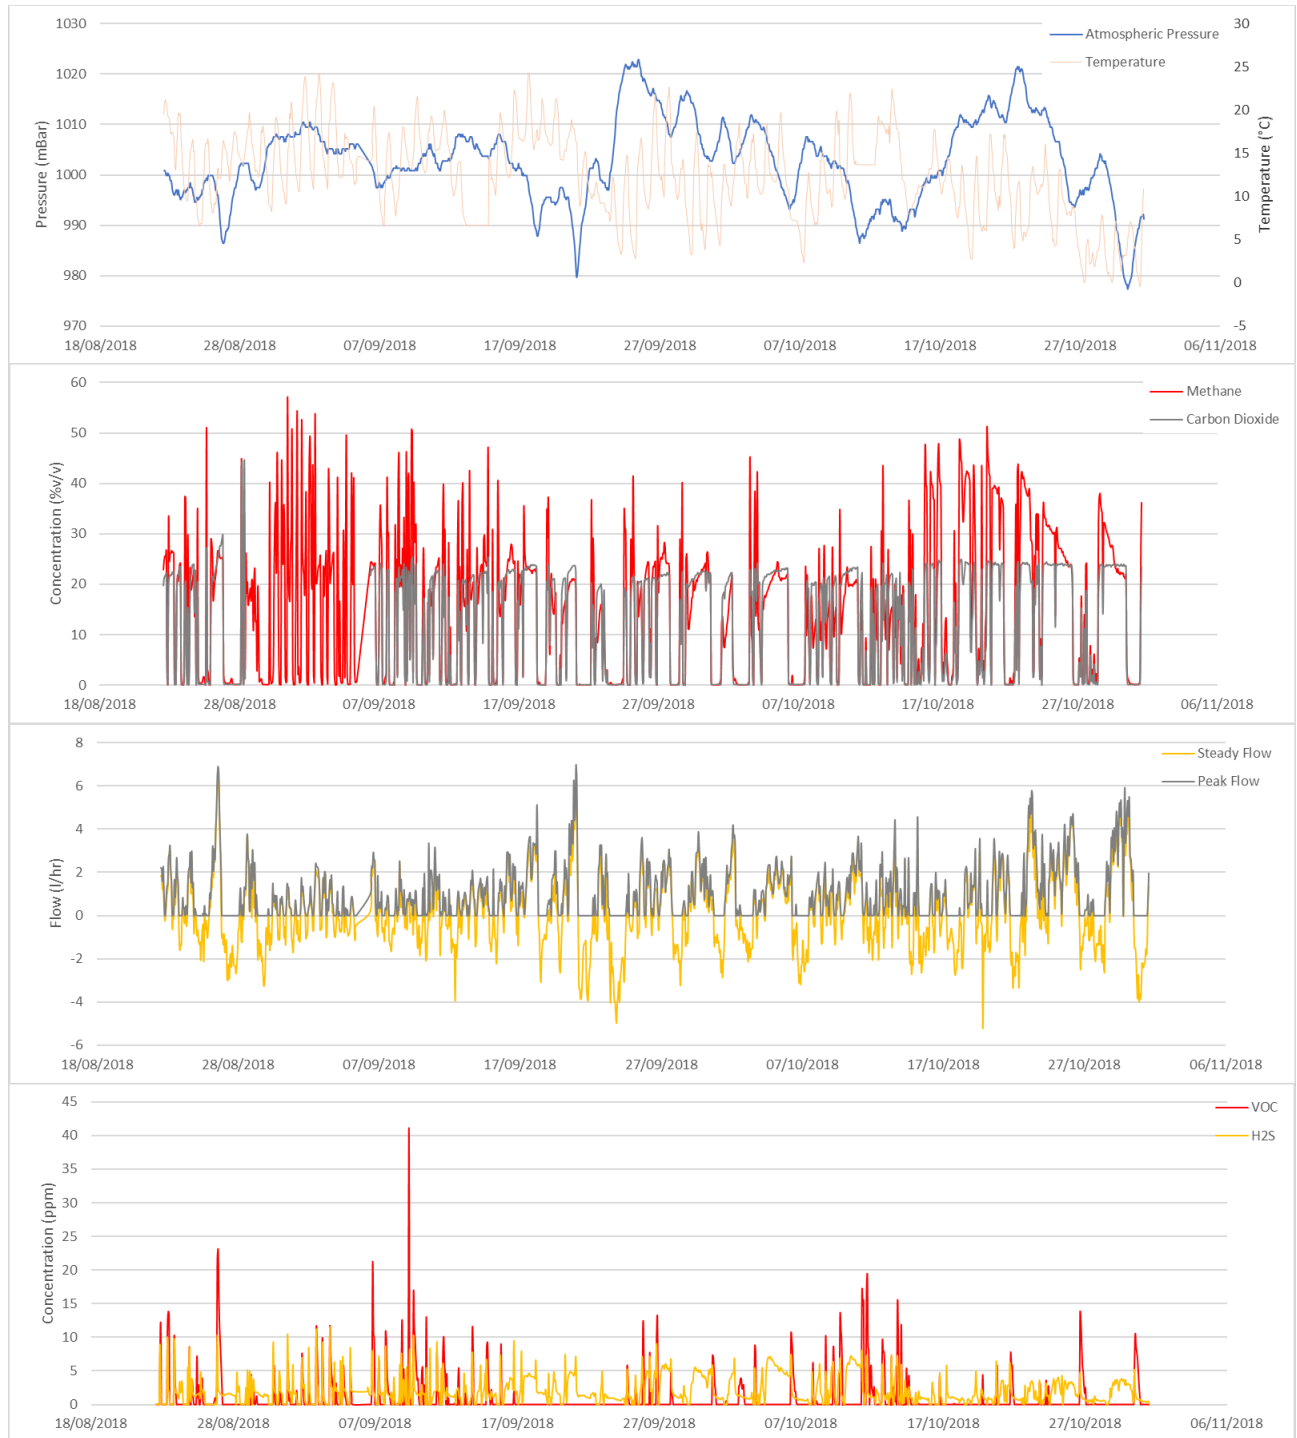 1030
30
Atmospheric Pressure
Temperature
1020
25
20
1010
15
1000
10
990
5
980
0
970
-5
Pressure (mBar)
Temperature (°C)
18/08/2018 28/08/2018 07/09/2018 17/09/2018 27/09/2018 07/10/2018 17/10/2018 27/10/2018 06/11/2018
60
Methane
Carbon Dioxide
50
40
30
20
10
0
Concentration (%v/v)
18/08/2018 28/08/2018 07/09/2018 17/09/2018 27/09/2018 07/10/2018 17/10/2018 27/10/2018 06/11/2018
8
Steady Flow
Peak Flow
6
4
2
0
-2
-4
-6
Flow (l/hr)
18/08/2018 28/08/2018 07/09/2018 17/09/2018 27/09/2018 07/10/2018 17/10/2018 27/10/2018 06/11/2018
45
VOC
H2S
40
35
30
25
20
15
10
5
0
Concentration (ppm)
18/08/2018 28/08/2018 07/09/2018 17/09/2018 27/09/2018 07/10/2018 17/10/2018 27/10/2018 06/11/2018